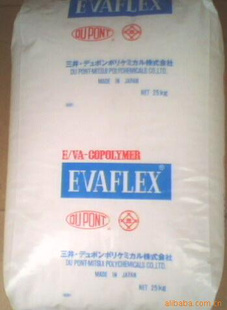 EVAFLEX
DU PONT
三井・デュポンポリケミカル株式会社
DU PONT-MITSUI POLYCHEMICALS CO.,LTD.
MADE IN JAPAN
NET 25kg
E/VA-COPOLYMER
EVAFLEX®
DU PONT
三井・デュポンポリケミカル株式会社
DU PONT-MITSUI POLYCHEMICALS CO.,LTD.
MADE IN JAPAN
NET 25kg
alibaba.com.cn